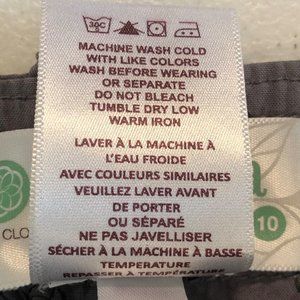 30C
MACHINE WASH COLD
WITH LIKE COLORS
WASH BEFORE WEARING
OR SEPARATE
DO NOT BLEACH
TUMBLE DRY LOW
WARM IRON
LAVER À LA MACHINE À
L'EAU FROIDE
AVEC COULEURS SIMILAIRES
VEUILLEZ LAVER AVANT
DE PORTER
OU SÉPARÉ
NE PAS JAVELLISER
SÉCHER À LA MACHINE À BASSE
TEMPERATURE
REPASSER À TEMPÉRATURE
CLO
10